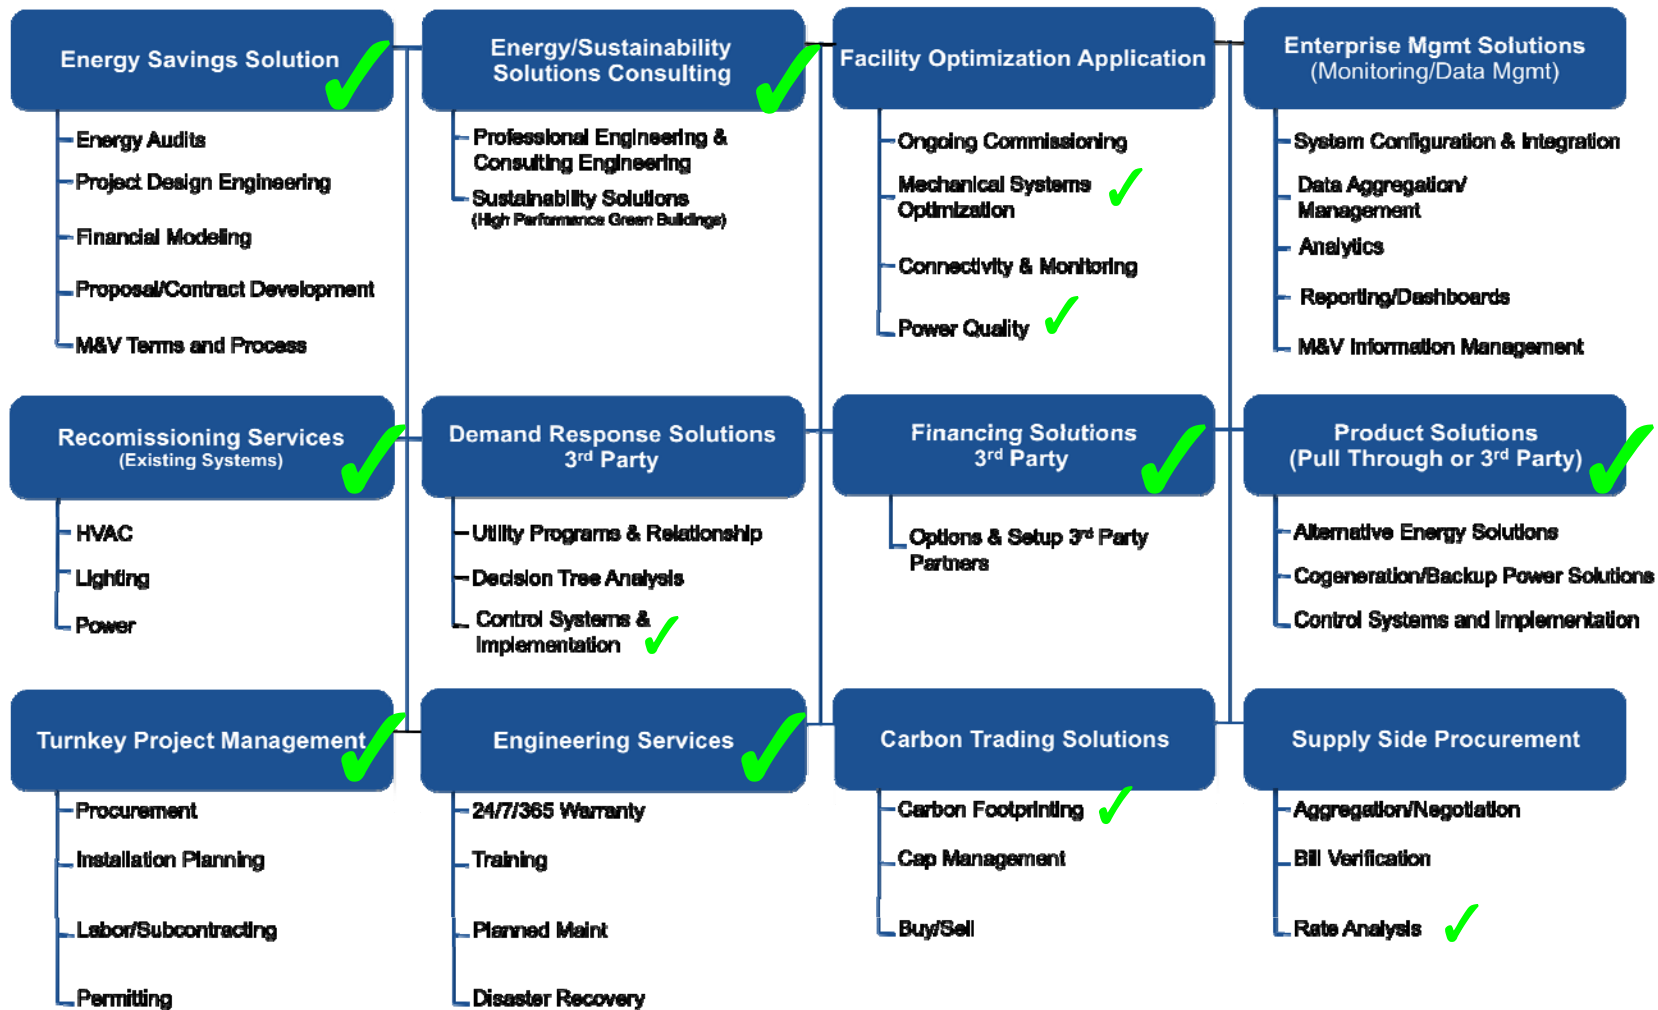 Energy Savings Solution
Energy Audits
Project Design Engineering
Financial Modeling
Proposal/Contract Development
M&V Terms and Process
Energy/Sustainability
Solutions Consulting
Professional Engineering &
Consulting Engineering
Sustainability Solutions
(High Performance Green Buildings)
Facility Optimization Application
Ongoing Commissioning
Mechanical Systems
Optimization
Connectivity & Monitoring
Power Quality
Enterprise Mgmt Solutions
(Monitoring/Data Mgmt)
System Configuration & Integration
Data Aggregation/
Management
Analytics
Reporting/Dashboards
M&V Information Management
Recomissioning Services
(Existing Systems)
HVAC
Lighting
Power
Demand Response Solutions
3rd Party
Utility Programs & Relationship
Decision Tree Analysis
Control Systems &
Implementation
Financing Solutions
3rd Party
Options & Setup 3rd Party
Partners
Product Solutions
(Pull Through or 3rd Party)
Alternative Energy Solutions
Cogeneration/Backup Power Solutions
Control Systems and Implementation
Turnkey Project Management
Procurement
Installation Planning
Labor/Subcontracting
Permitting
Engineering Services
24/7/365 Warranty
Training
Planned Maint
Disaster Recovery
Carbon Trading Solutions
Carbon Footprinting
Cap Management
Buy/Sell
Supply Side Procurement
Aggregation/Negotiation
Bill Verification
Rate Analysis